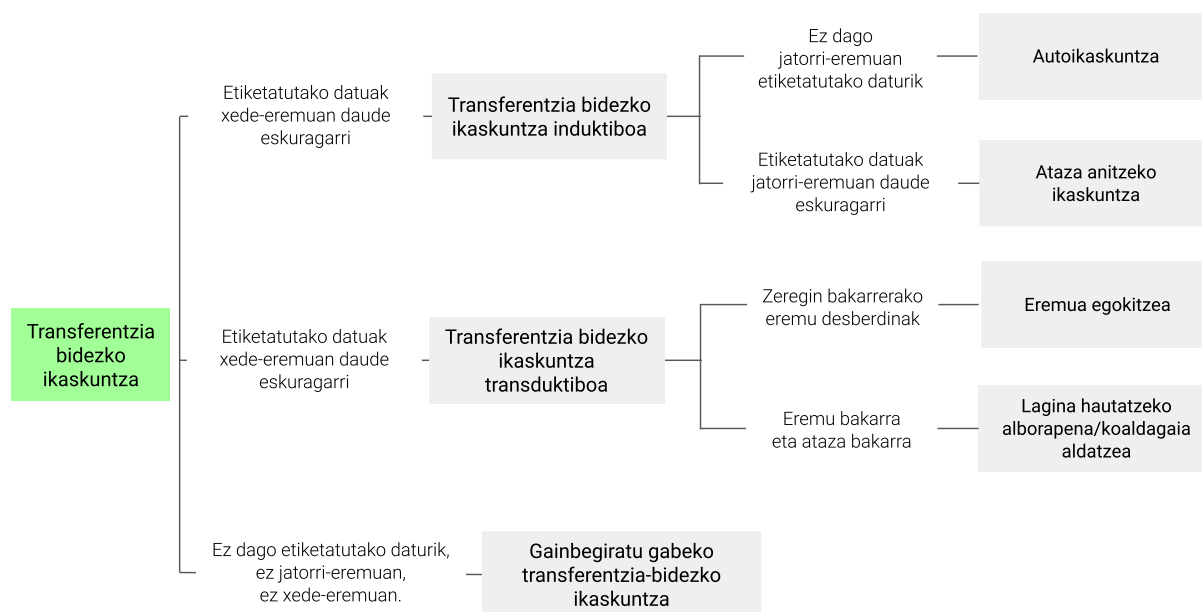 Transferentzia
bidezko
ikaskuntza
Etiketatutako datuak
xede-eremuan daude
eskuragarri
Transferentzia bidezko
ikaskuntza induktiboa
Ez dago
jatorri-eremuan
etiketatutako daturik
Autoikaskuntza
Etiketatutako datuak
jatorri-eremuan daude
eskuragarri
Ataza anitzeko
ikaskuntza
Etiketatutako datuak
xede-eremuan daude
eskuragarri
Transferentzia bidezko
ikaskuntza
transduktiboa
Zeregin bakarrerako
eremu desberdinak
Eremua egokitzea
Eremu bakarra
eta ataza bakarra
Lagina hautatzeko
alborapena/koaldagaia
aldatzea
Ez dago etiketatutako daturik,
ez jatorri-eremuan,
ez xede-eremuan.
Gainbegiratu gabeko
transferentzia-bidezko
ikaskuntza